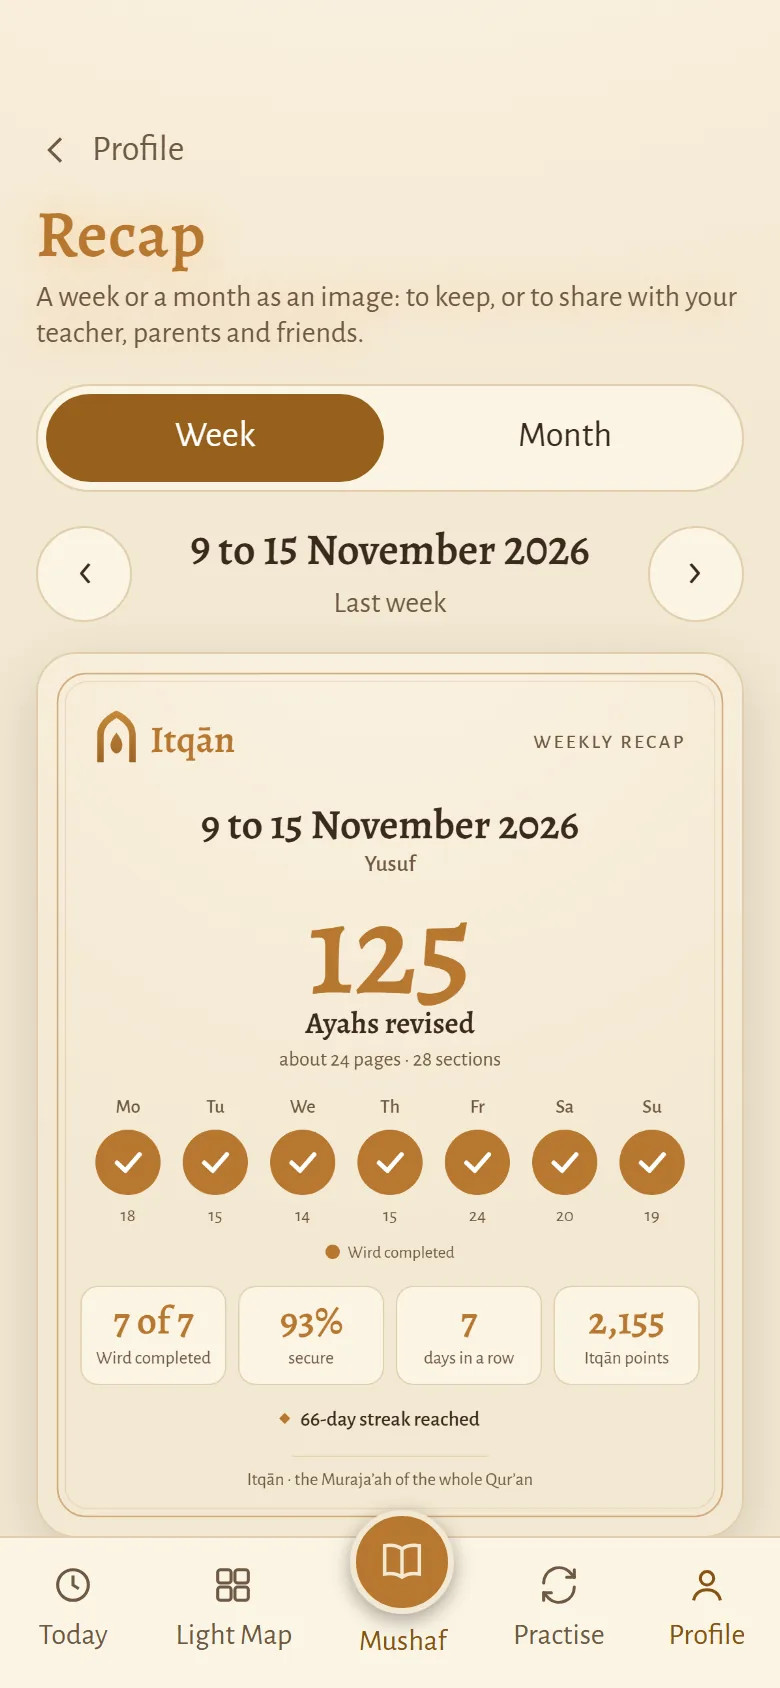 Profile
Recap
A week or a month as an image: to keep, or to share with your
teacher, parents and friends.
Week Month
9 to 15 November 2026
Last week
Itqān WEEKLY RECAP
9 to 15 November 2026
Yusuf
125
Ayahs revised
about 24 pages · 28 sections
Mo Tu We Th Fr Sa Su
18 15 14 15 24 20 19
Wird completed
7 of 7 93% 7 2,155
Wird completed secure days in a row Itqān points
66-day streak reached
Itqān · the Muraja’ah of the whole Qur’an
Today Light Map Mushaf Practise Profile